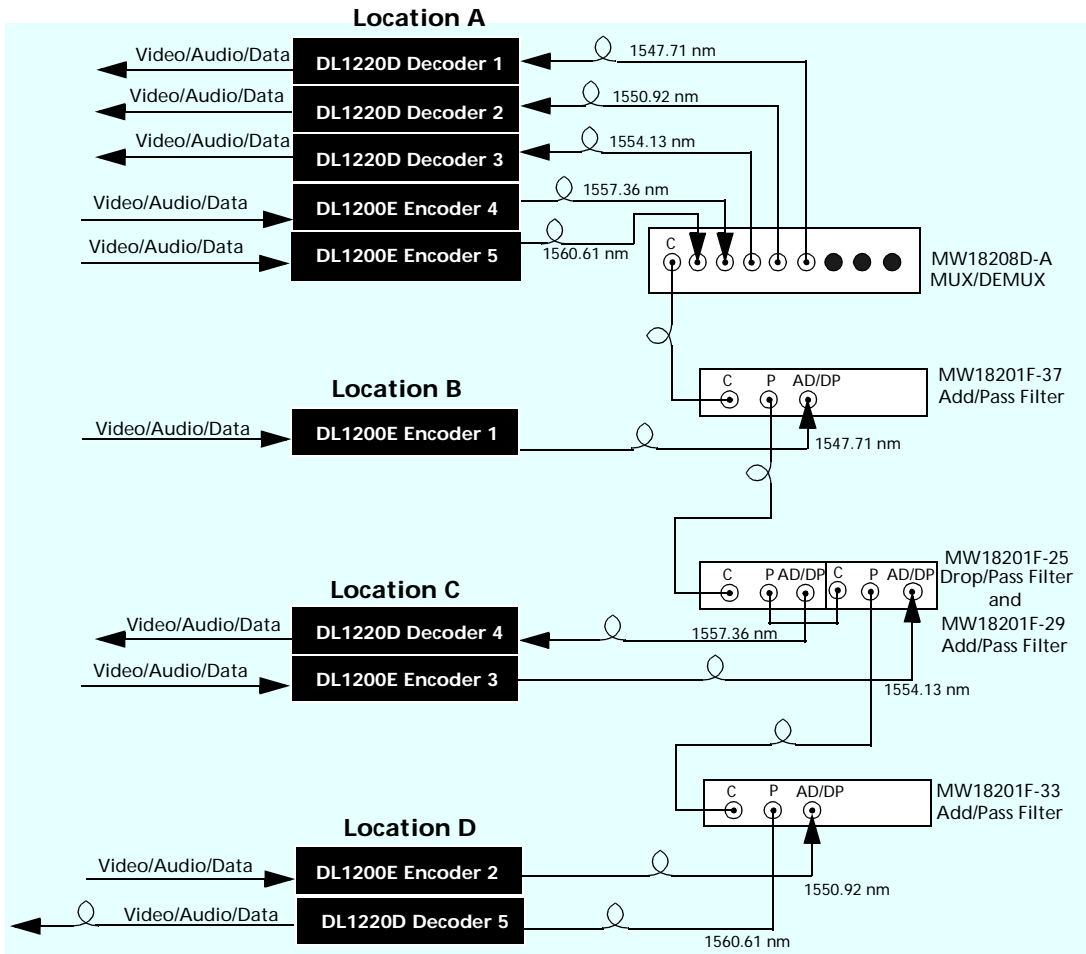 Location A
Video/Audio/Data
DL1220D Decoder 1
1547.71 nm
Video/Audio/Data
DL1220D Decoder 2
1550.92 nm
Video/Audio/Data
DL1220D Decoder 3
1554.13 nm
Video/Audio/Data
DL1200E Encoder 4
1557.36 nm
Video/Audio/Data
DL1200E Encoder 5
1560.61 nm
C
MW18208D-A
MUX/DEMUX
Location B
C P AD/DP
MW18201F-37
Add/Pass Filter
Video/Audio/Data
DL1200E Encoder 1
1547.71 nm
Location C
C P AD/DP C P AD/DP
MW18201F-25
Drop/Pass Filter
and
MW18201F-29
Add/Pass Filter
Video/Audio/Data
DL1220D Decoder 4
1557.36 nm
Video/Audio/Data
DL1200E Encoder 3
1554.13 nm
Location D
C P AD/DP
MW18201F-33
Add/Pass Filter
Video/Audio/Data
DL1200E Encoder 2
1550.92 nm
Video/Audio/Data
DL1220D Decoder 5
1560.61 nm